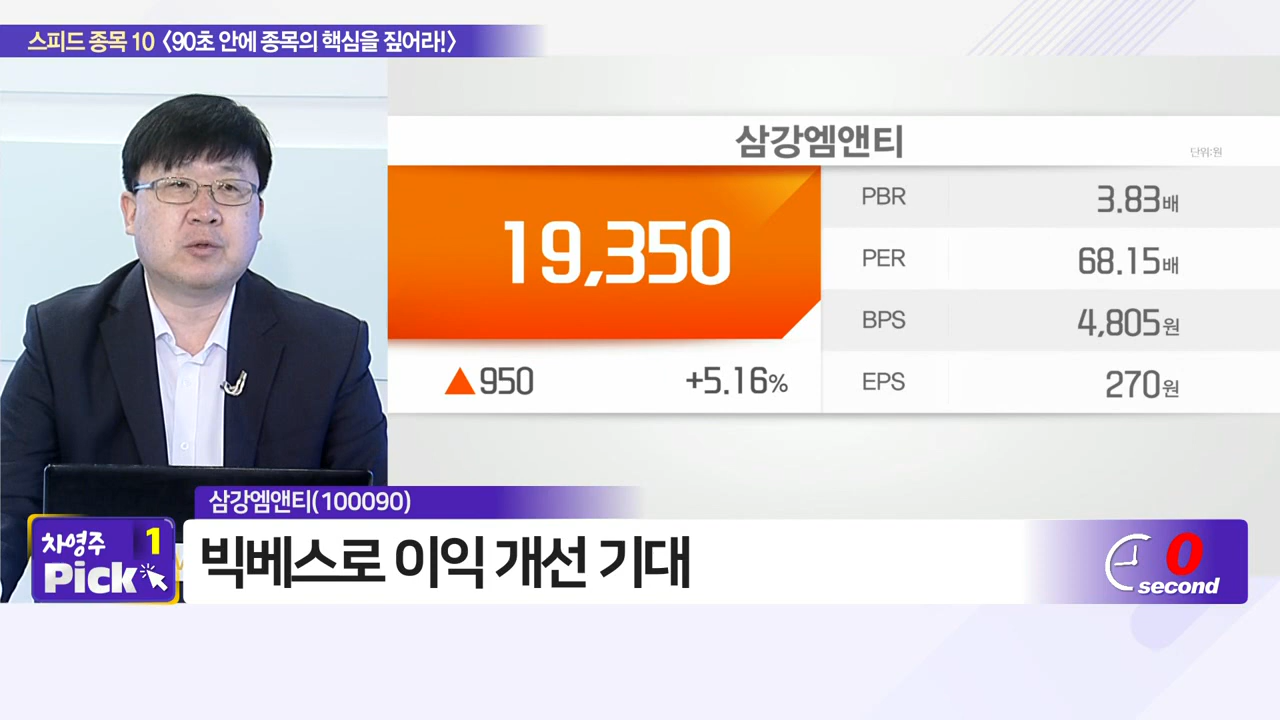 스피드 종목 10 〈90초 안에 종목의 핵심을 짚어라!〉
삼강엠앤티
단위:원
19,350
▲950 +5.16%
PBR 3.83배
PER 68.15배
BPS 4,805원
EPS 270원
삼강엠앤티(100090)
차영주 1
Pick
빅베스로 이익 개선 기대
0
second